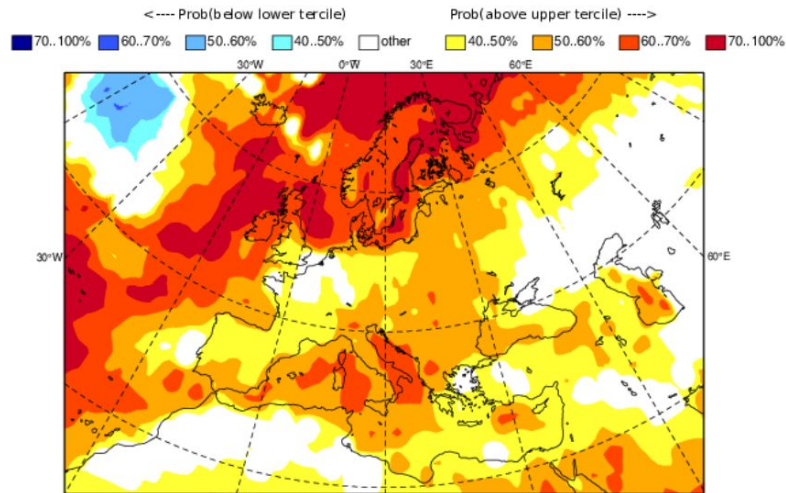 <---- Prob(below lower tercile) Prob(above upper tercile) ---->
70..100% 60..70% 50..60% 40..50% other 40..50% 50..60% 60..70% 70..100%
30°W 0°W 30°E 60°E
30°W 60°E